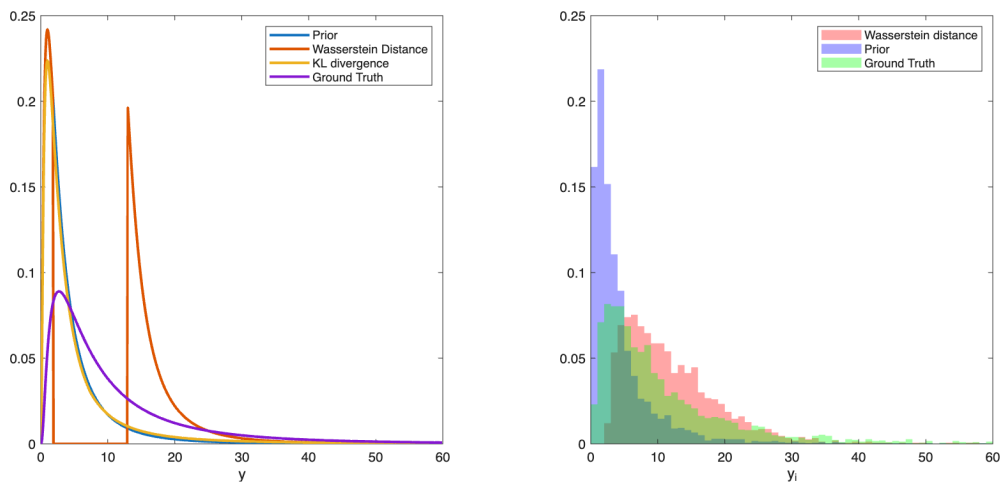 0.25
0.2
0.15
0.1
0.05
0
0 10 20 30 40 50 60
y
Prior
Wasserstein Distance
KL divergence
Ground Truth
0.25
0.2
0.15
0.1
0.05
0
0 10 20 30 40 50 60
yi
Wasserstein distance
Prior
Ground Truth